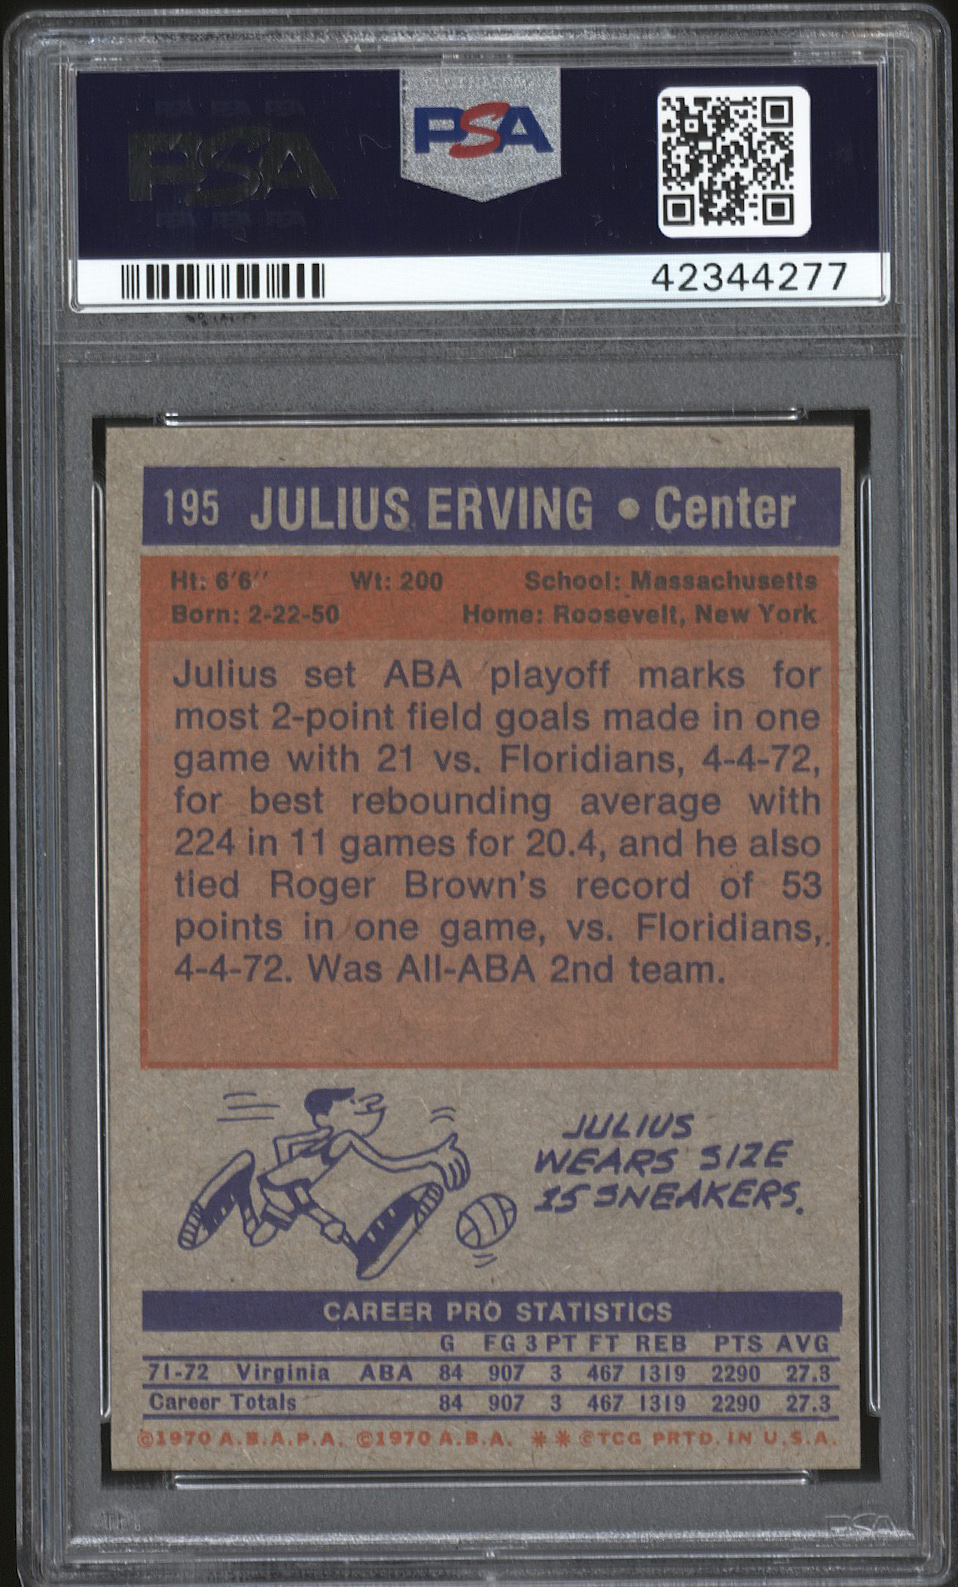 PSA
PSA
42344277
195 JULIUS ERVING • Center
Ht: 6'6" Wt: 200 School: Massachusetts
Born: 2-22-50 Home: Roosevelt, New York
Julius set ABA playoff marks for
most 2-point field goals made in one
game with 21 vs. Floridians, 4-4-72,
for best rebounding average with
224 in 11 games for 20.4, and he also
tied Roger Brown's record of 53
points in one game, vs. Floridians,
4-4-72. Was All-ABA 2nd team.
JULIUS
WEARS SIZE
15 SNEAKERS.
CAREER PRO STATISTICS
G FG 3 PT FT REB PTS AVG
71-72 Virginia ABA 84 907 3 467 1319 2290 27.3
Career Totals 84 907 3 467 1319 2290 27.3
©1970 A.B.A.P.A. ©1970 A.B.A. ** ©TCG PRTD. IN U.S.A.
PSA